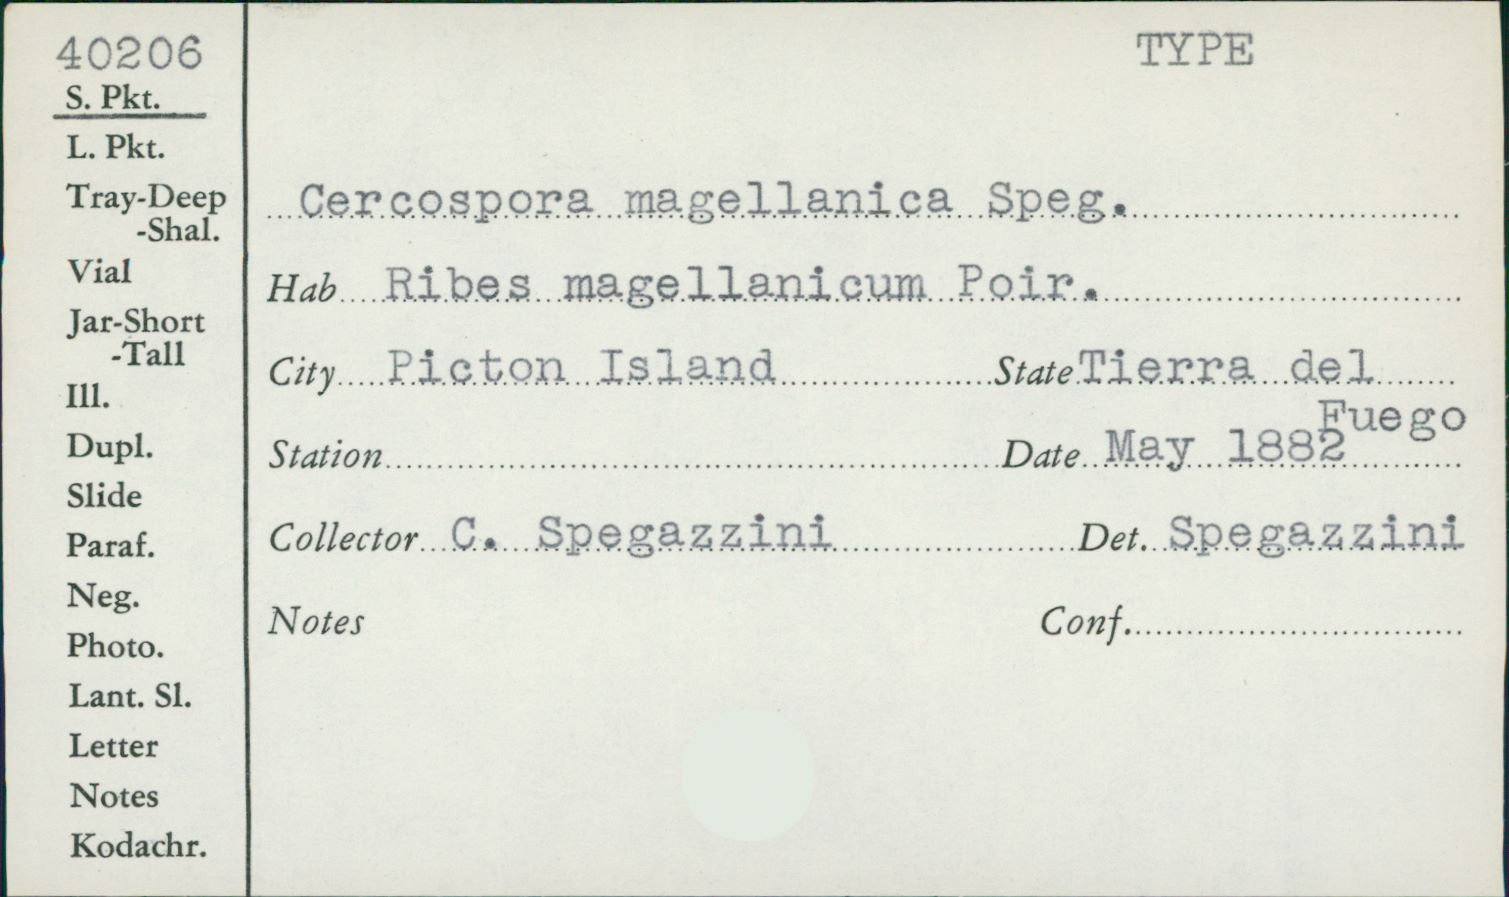 40206
S. Pkt.
L. Pkt.
Tray-Deep
-Shal.
Vial
Jar-Short
-Tall
Ill.
Dupl.
Slide
Paraf.
Neg.
Photo.
Lant. Sl.
Letter
Notes
Kodachr.
TYPE
Cercospora magellanica Speg.
Hab Ribes magellanicum Poir.
City Picton Island State Tierra del
Fuego
Station Date May 1882
Collector C. Spegazzini Det. Spegazzini
Notes Conf.